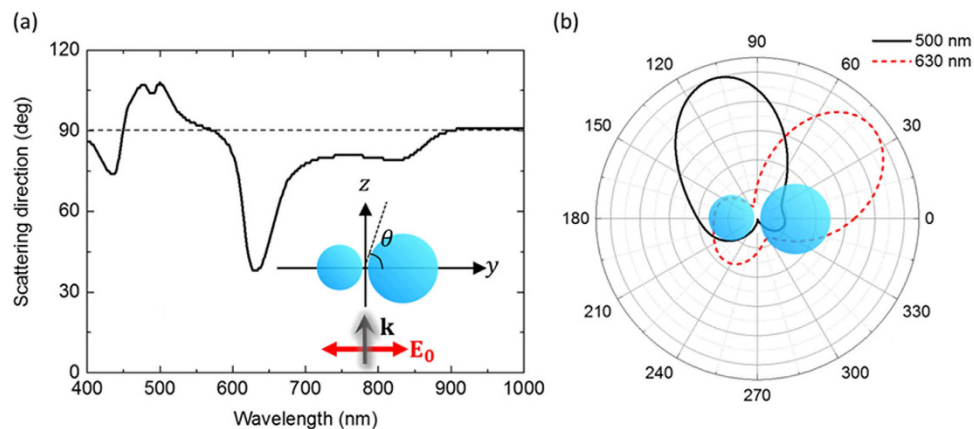 (a)
120
90
60
30
0
Scattering direction (deg)
400 500 600 700 800 900 1000
Wavelength (nm)
z
θ
y
k
E₀
(b)
500 nm
630 nm
90
120 60
150 30
180 0
210 330
240 300
270